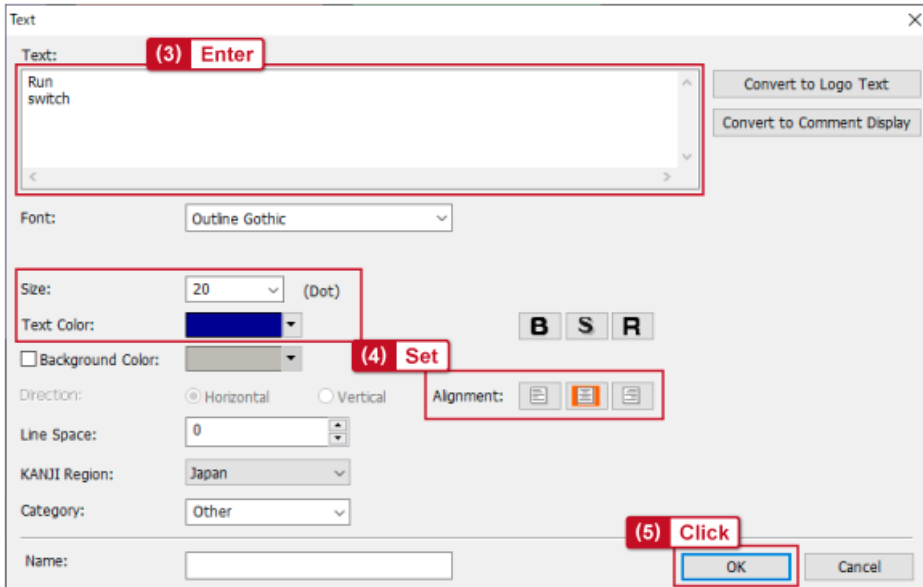 Text
Text:
(3) Enter
Run
switch
Convert to Logo Text
Convert to Comment Display
Font:
Outline Gothic
Size:
20
(Dot)
Text Color:
B S R
Background Color:
(4) Set
Direction:
Horizontal
Vertical
Alignment:
Line Space:
0
KANJI Region:
Japan
Category:
Other
(5) Click
Name:
OK
Cancel